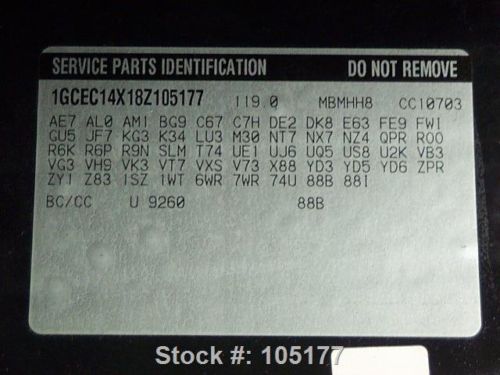 SERVICE PARTS IDENTIFICATION DO NOT REMOVE
1GCEC14X18Z105177 119.0 MBMHH8 CC10703
AE7 AL0 AM1 BG9 C67 C7H DE2 DK8 E63 FE9 FW1
GU5 JF7 KG3 K34 LU3 M30 NT7 NX7 NZ4 QPR R00
R6K R6P R9N SLM T74 UE1 UJ6 UQ5 US8 U2K VB3
VG3 VH9 VK3 VT7 VXS V73 X88 YD3 YD5 YD6 ZPR
ZY1 Z83 1SZ 1WT 6WR 7WR 74U 88B 88I
BC/CC U 9260 88B
Stock #: 105177